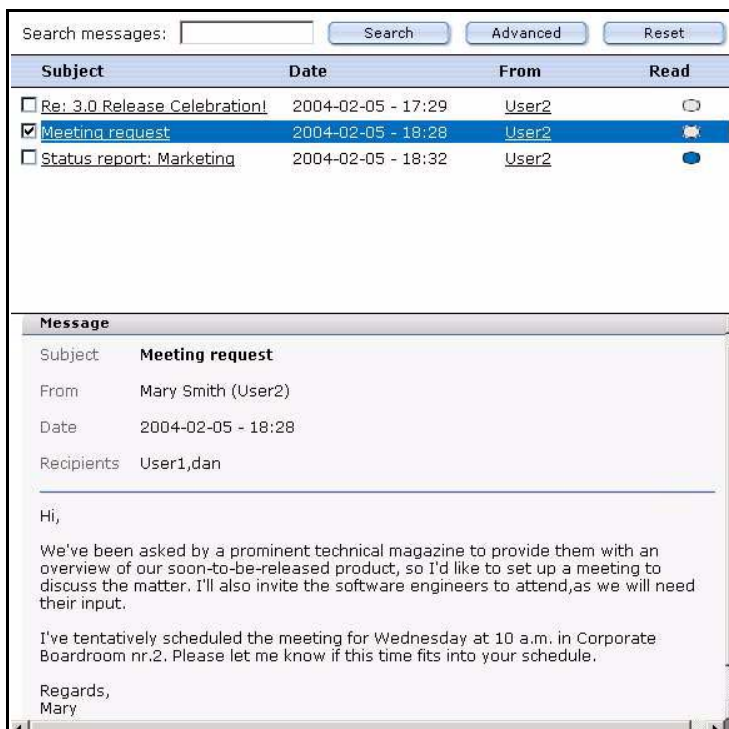 Search messages: Search Advanced Reset
Subject Date From Read
Re: 3.0 Release Celebration! 2004-02-05 - 17:29 User2
Meeting request 2004-02-05 - 18:28 User2
Status report: Marketing 2004-02-05 - 18:32 User2
Message
Subject Meeting request
From Mary Smith (User2)
Date 2004-02-05 - 18:28
Recipients User1,dan
Hi,
We've been asked by a prominent technical magazine to provide them with an
overview of our soon-to-be-released product, so I'd like to set up a meeting to
discuss the matter. I'll also invite the software engineers to attend,as we will need
their input.
I've tentatively scheduled the meeting for Wednesday at 10 a.m. in Corporate
Boardroom nr.2. Please let me know if this time fits into your schedule.
Regards,
Mary